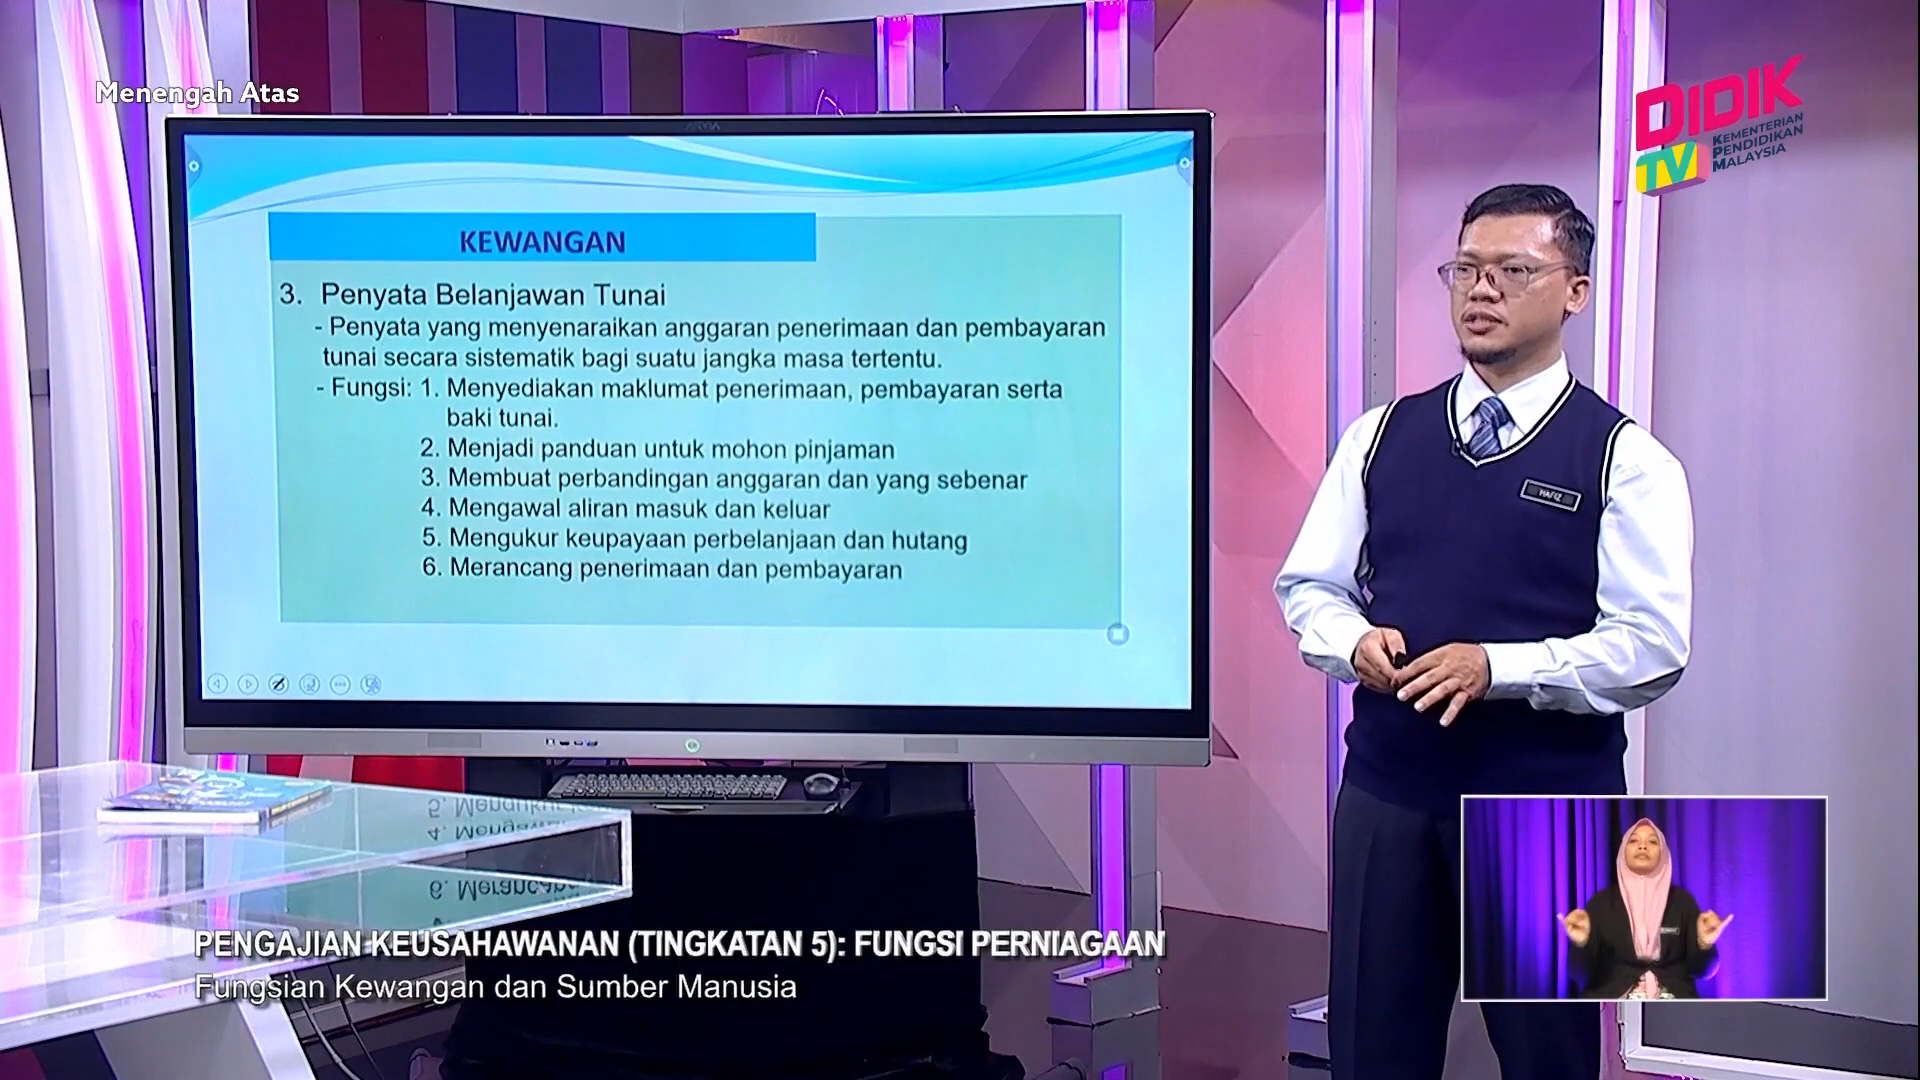 Menengah Atas
DIDIK
TV
KEMENTERIAN
PENDIDIKAN
MALAYSIA
KEWANGAN
3. Penyata Belanjawan Tunai
- Penyata yang menyenaraikan anggaran penerimaan dan pembayaran
tunai secara sistematik bagi suatu jangka masa tertentu.
- Fungsi: 1. Menyediakan maklumat penerimaan, pembayaran serta
baki tunai.
2. Menjadi panduan untuk mohon pinjaman
3. Membuat perbandingan anggaran dan yang sebenar
4. Mengawal aliran masuk dan keluar
5. Mengukur keupayaan perbelanjaan dan hutang
6. Merancang penerimaan dan pembayaran
HAFIZ
PENGAJIAN KEUSAHAWANAN (TINGKATAN 5): FUNGSI PERNIAGAAN
Fungsian Kewangan dan Sumber Manusia